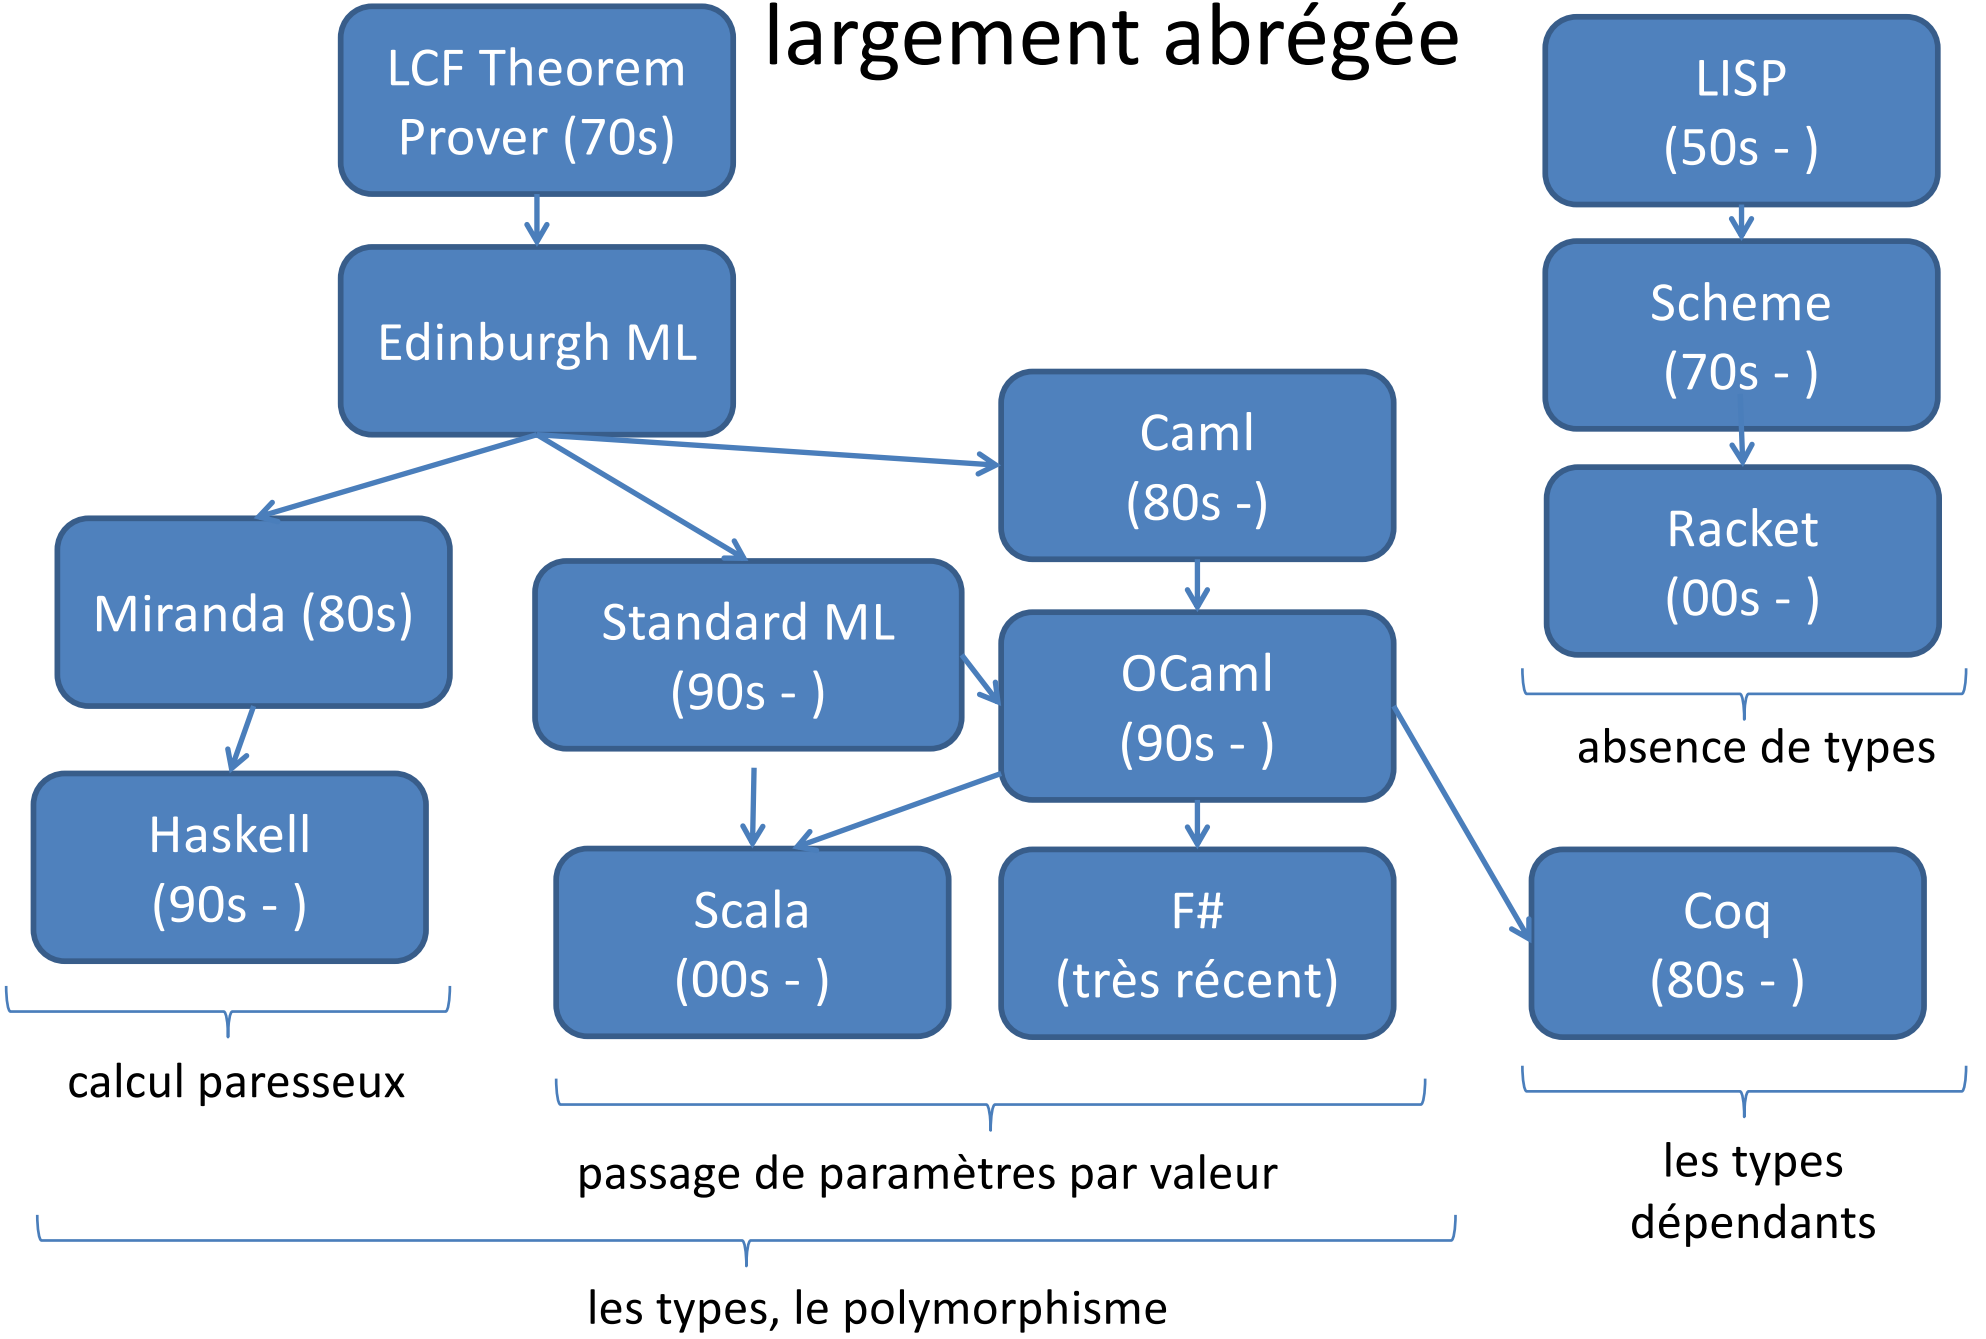 largement abrégée
LCF Theorem
Prover (70s)
LISP
(50s - )
Edinburgh ML
Scheme
(70s - )
Caml
(80s -)
Racket
(00s - )
Miranda (80s)
Standard ML
(90s - )
OCaml
(90s - )
absence de types
Haskell
(90s - )
Scala
(00s - )
F#
(très récent)
Coq
(80s - )
calcul paresseux
passage de paramètres par valeur
les types
dépendants
les types, le polymorphisme